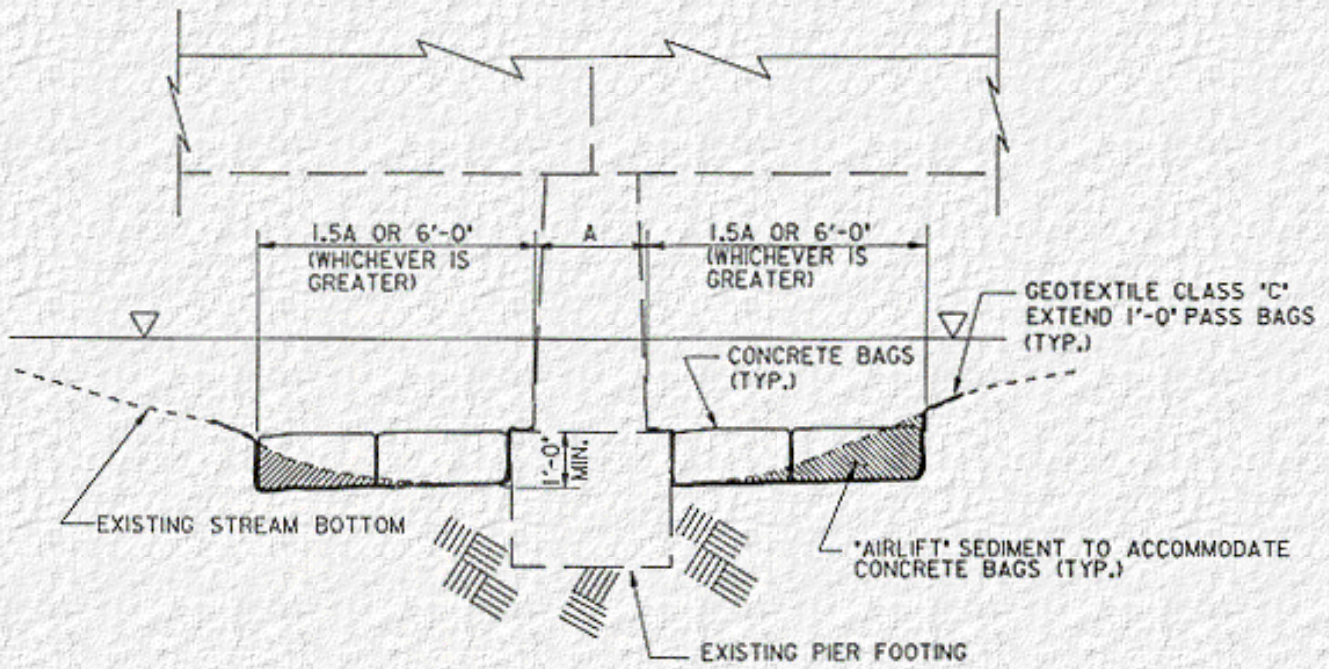 1.5A OR 6'-0"
(WHICHEVER IS
GREATER)
A
1.5A OR 6'-0"
(WHICHEVER IS
GREATER)
GEOTEXTILE CLASS "C"
EXTEND 1'-0" PASS BAGS
(TYP.)
CONCRETE BAGS
(TYP.)
1'-0"
MIN.
EXISTING STREAM BOTTOM
"AIRLIFT" SEDIMENT TO ACCOMMODATE
CONCRETE BAGS (TYP.)
EXISTING PIER FOOTING